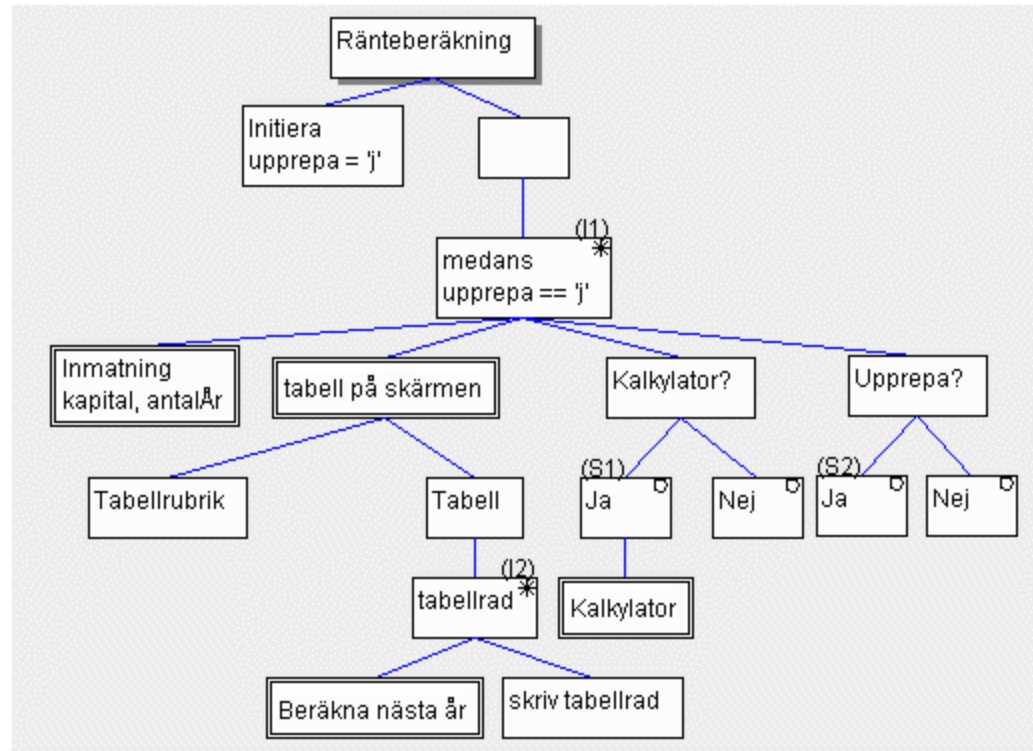 Ränteberäkning
Initiera
upprepa = 'j'
(I1)
medans
upprepa == 'j'
Inmatning
kapital, antalÅr
tabell på skärmen
Kalkylator?
Upprepa?
Tabellrubrik
Tabell
(S1)
Ja
Nej
(S2)
Ja
Nej
(I2)
tabellrad
Kalkylator
Beräkna nästa år
skriv tabellrad